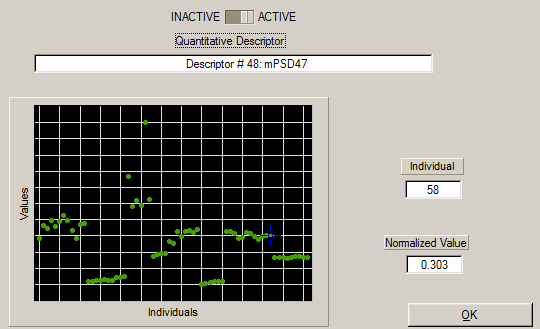 INACTIVE ACTIVE
Quantitative Descriptor
Descriptor # 48: mPSD47
Values
Individuals
Individual
58
Normalized Value
0.303
OK